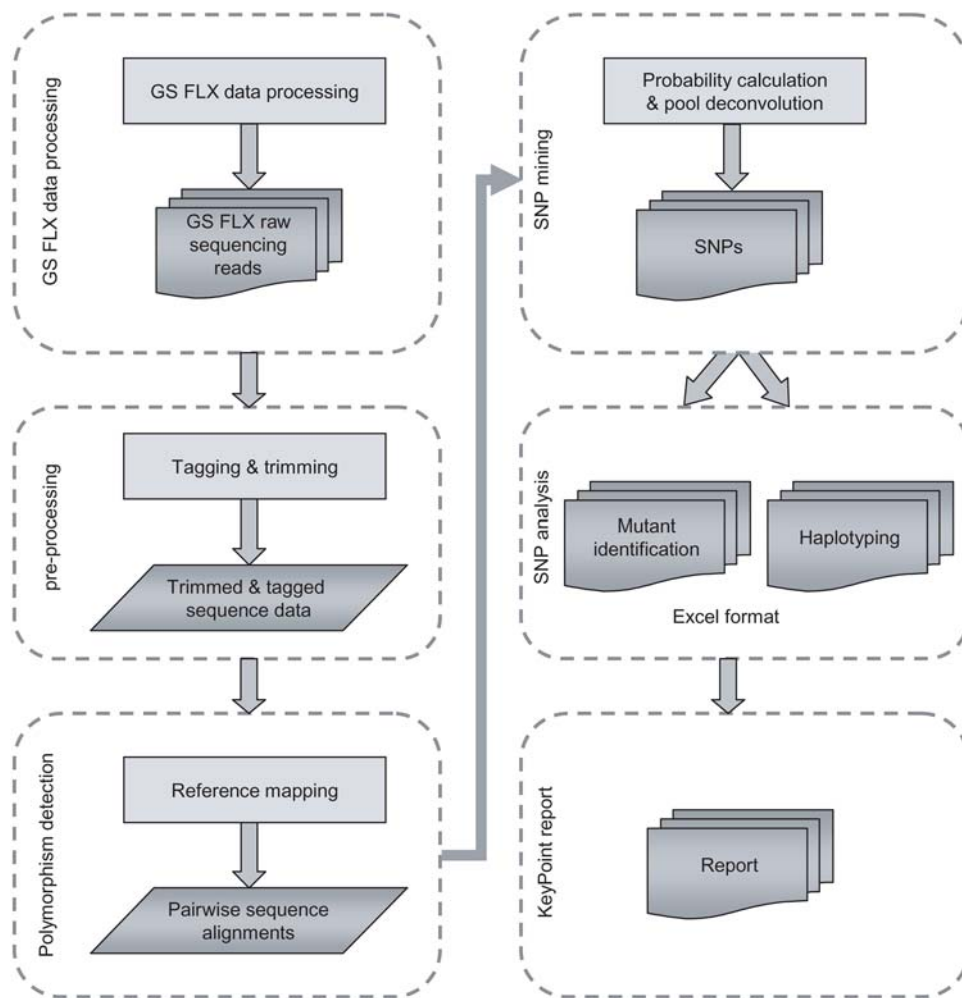 GS FLX data processing
GS FLX data processing
GS FLX raw
sequencing
reads
pre-processing
Tagging & trimming
Trimmed & tagged
sequence data
Polymorphism detection
Reference mapping
Pairwise sequence
alignments
SNP mining
Probability calculation
& pool deconvolution
SNPs
SNP analysis
Mutant
identification
Haplotyping
Excel format
KeyPoint report
Report